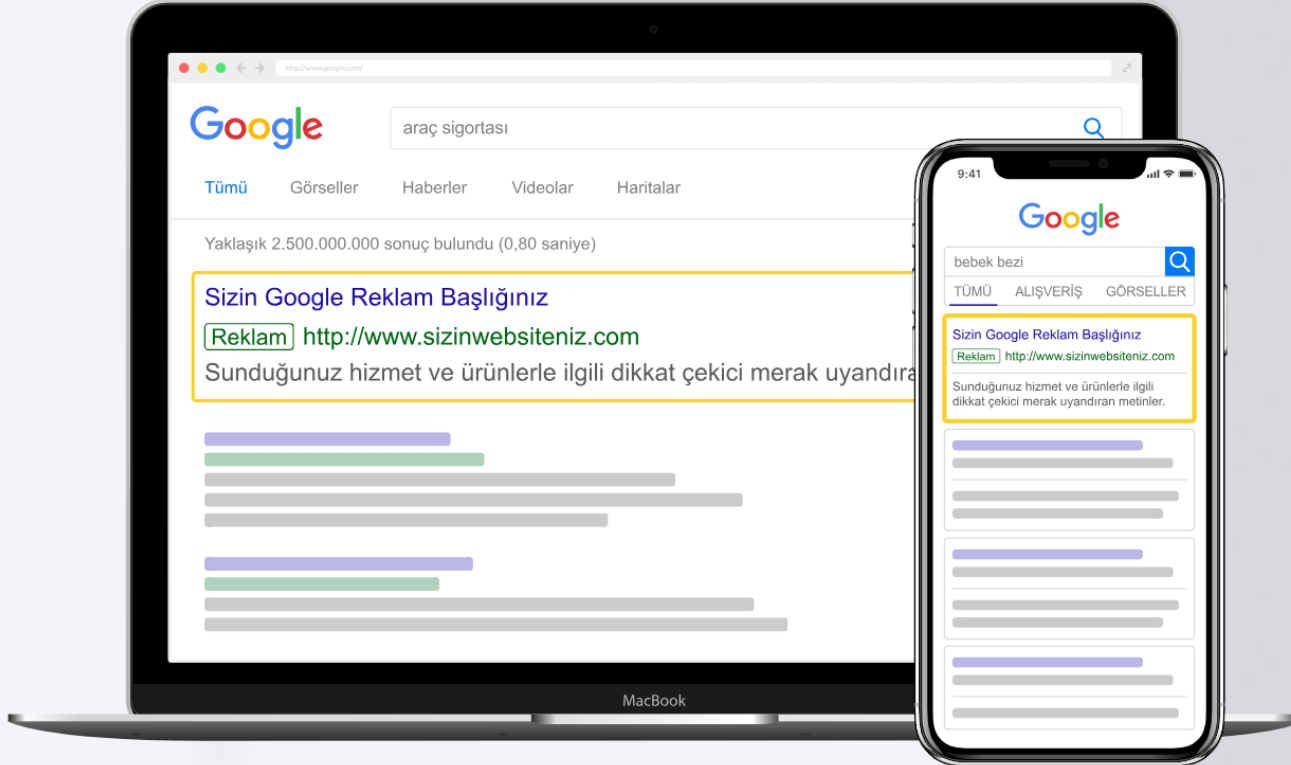 http://www.google.com/
Google
araç sigortası
Tümü Görseller Haberler Videolar Haritalar
Yaklaşık 2.500.000.000 sonuç bulundu (0,80 saniye)
Sizin Google Reklam Başlığınız
Reklam http://www.sizinwebsiteniz.com
Sunduğunuz hizmet ve ürünlerle ilgili dikkat çekici merak uyandıra
MacBook
9:41
Google
bebek bezi
TÜMÜ ALIŞVERİŞ GÖRSELLER
Sizin Google Reklam Başlığınız
Reklam http://www.sizinwebsiteniz.com
Sunduğunuz hizmet ve ürünlerle ilgili
dikkat çekici merak uyandıran metinler.